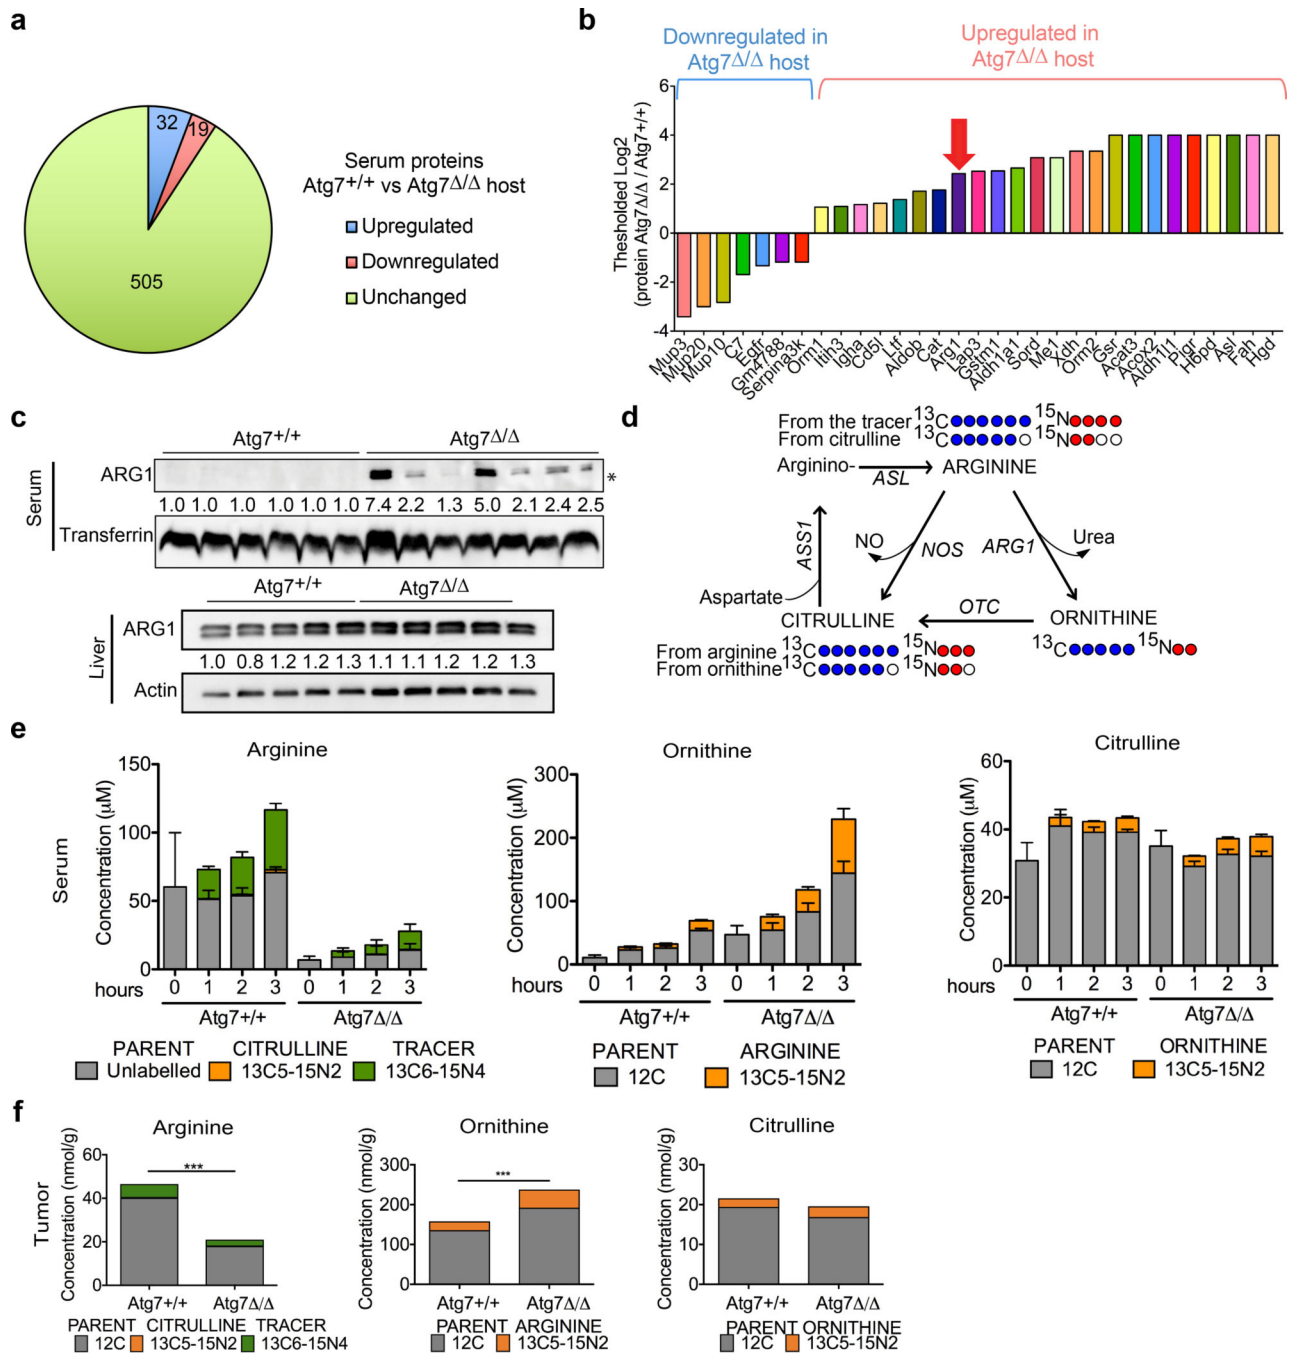 a
32
19
505
Serum proteins
Atg7+/+ vs Atg7Δ/Δ host
Upregulated
Downregulated
Unchanged
b
Downregulated in
Atg7Δ/Δ host
Upregulated in
Atg7Δ/Δ host
Thesholded Log2
(protein Atg7Δ/Δ / Atg7+/+)
6
4
2
0
-2
-4
Mup3
Mup20
Mup10
C7
Egfr
Gm4788
Serpina3k
Orm1
Itih3
Igha
Cd5l
Ltf
Aldob
Cat
Arg1
Lap3
Gstm1
Aldh1a1
Sord
Me1
Xdh
Orm2
Gsr
Acat3
Acox2
Aldh1l1
Pigr
H6pd
Asl
Fah
Hgd
c
Atg7+/+ Atg7Δ/Δ
Serum
ARG1 *
1.0 1.0 1.0 1.0 1.0 1.0 7.4 2.2 1.3 5.0 2.1 2.4 2.5
Transferrin
Atg7+/+ Atg7Δ/Δ
Liver
ARG1
1.0 0.8 1.2 1.2 1.3 1.1 1.1 1.2 1.2 1.3
Actin
d
From the tracer 13C 15N
From citrulline 13C 15N
Arginino- ASL ARGININE
ASS1
NO NOS ARG1 Urea
Aspartate
CITRULLINE OTC ORNITHINE
From arginine 13C 15N
From ornithine 13C 15N
13C 15N
e
Serum
Arginine
Concentration (µM)
150
100
50
0
hours 0 1 2 3 0 1 2 3
Atg7+/+ Atg7Δ/Δ
PARENT CITRULLINE TRACER
Unlabelled 13C5-15N2 13C6-15N4
Ornithine
Concentration (µM)
300
200
100
0
hours 0 1 2 3 0 1 2 3
Atg7+/+ Atg7Δ/Δ
PARENT ARGININE
12C 13C5-15N2
Citrulline
Concentration (µM)
60
40
20
0
hours 0 1 2 3 0 1 2 3
Atg7+/+ Atg7Δ/Δ
PARENT ORNITHINE
12C 13C5-15N2
f
Tumor
Arginine
Concentration (nmol/g)
60
40
20
0
***
Atg7+/+ Atg7Δ/Δ
PARENT CITRULLINE TRACER
12C 13C5-15N2 13C6-15N4
Ornithine
Concentration (nmol/g)
300
200
100
0
***
Atg7+/+ Atg7Δ/Δ
PARENT ARGININE
12C 13C5-15N2
Citrulline
Concentration (nmol/g)
30
20
10
0
Atg7+/+ Atg7Δ/Δ
PARENT ORNITHINE
12C 13C5-15N2